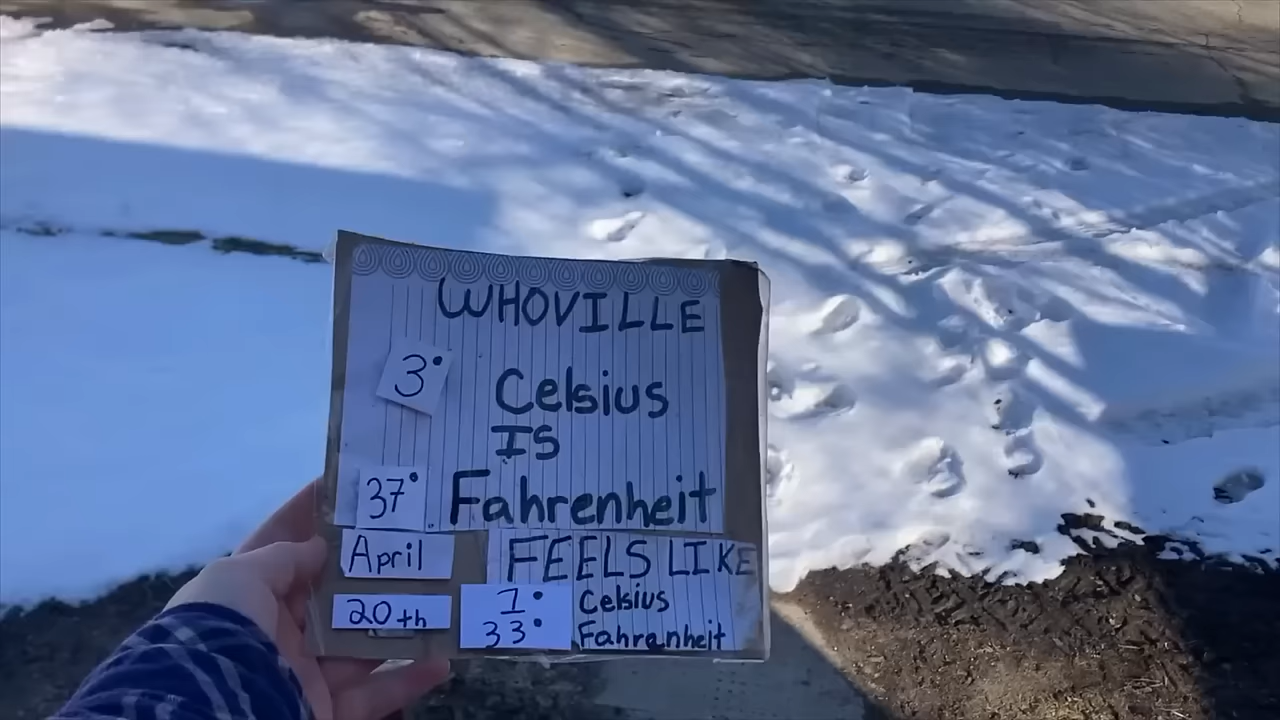 WHOVILLE
3° Celsius
IS
37° Fahrenheit
April
20th
FEELS LIKE
1° Celsius
33° Fahrenheit